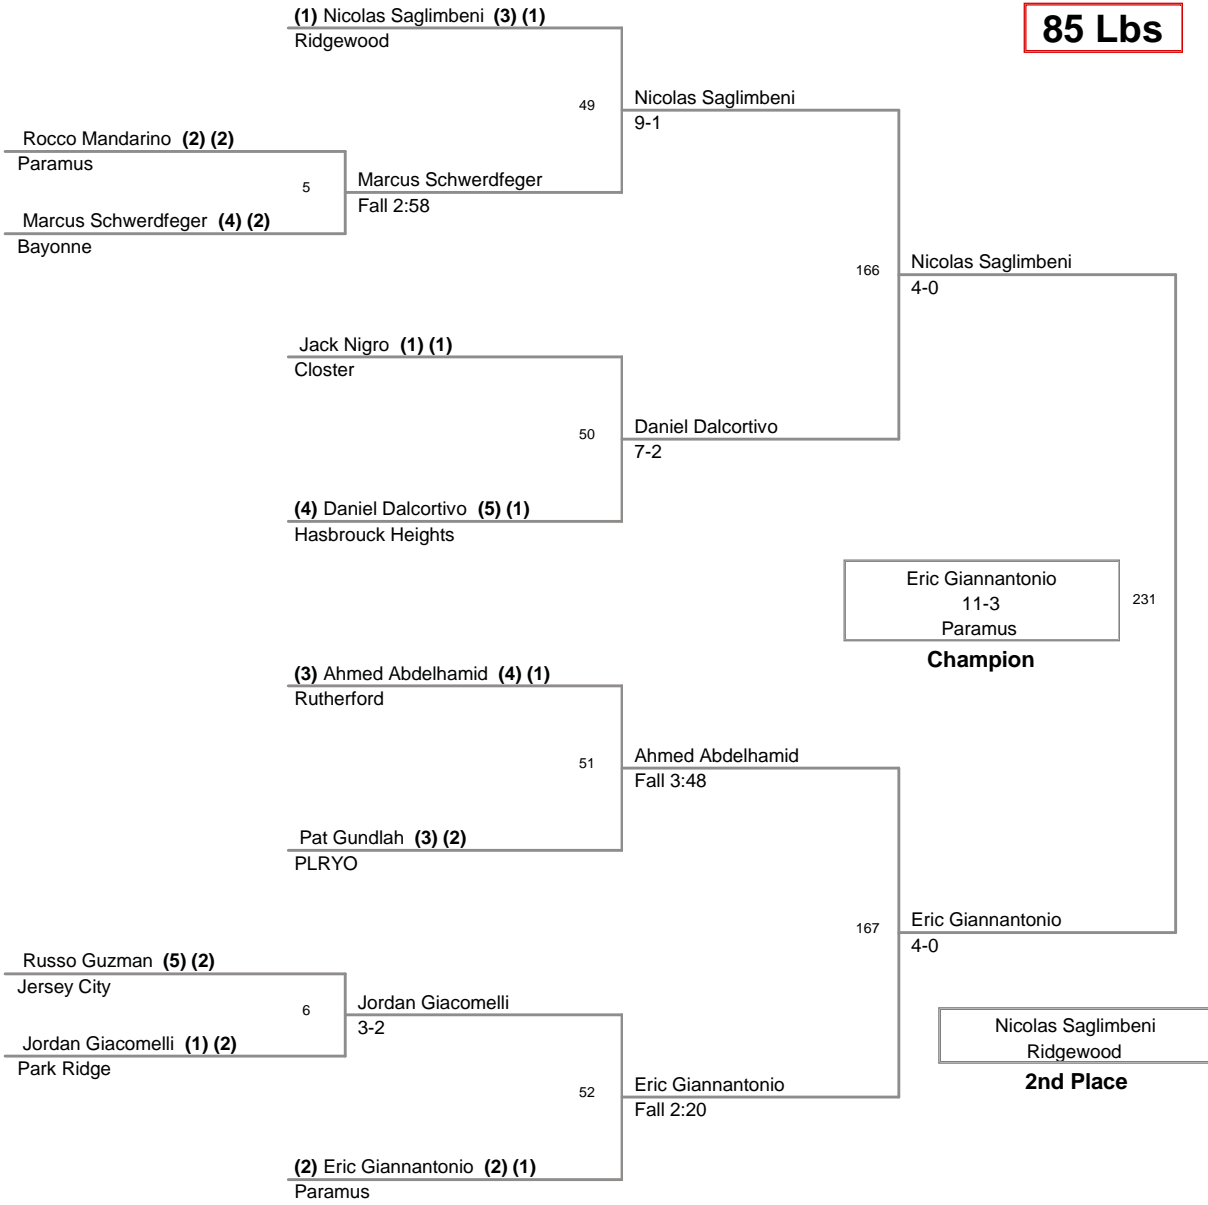 85 Lbs
(1) Nicolas Saglimbeni (3) (1)
Ridgewood
49
Nicolas Saglimbeni
9-1
Rocco Mandarino (2) (2)
Paramus
5
Marcus Schwerdfeger
Fall 2:58
Marcus Schwerdfeger (4) (2)
Bayonne
166
Nicolas Saglimbeni
4-0
Jack Nigro (1) (1)
Closter
50
Daniel Dalcortivo
7-2
(4) Daniel Dalcortivo (5) (1)
Hasbrouck Heights
Eric Giannantonio
11-3
Paramus
231
Champion
(3) Ahmed Abdelhamid (4) (1)
Rutherford
51
Ahmed Abdelhamid
Fall 3:48
Pat Gundlah (3) (2)
PLRYO
167
Eric Giannantonio
4-0
Russo Guzman (5) (2)
Jersey City
6
Jordan Giacomelli
3-2
Jordan Giacomelli (1) (2)
Park Ridge
Nicolas Saglimbeni
Ridgewood
2nd Place
52
Eric Giannantonio
Fall 2:20
(2) Eric Giannantonio (2) (1)
Paramus